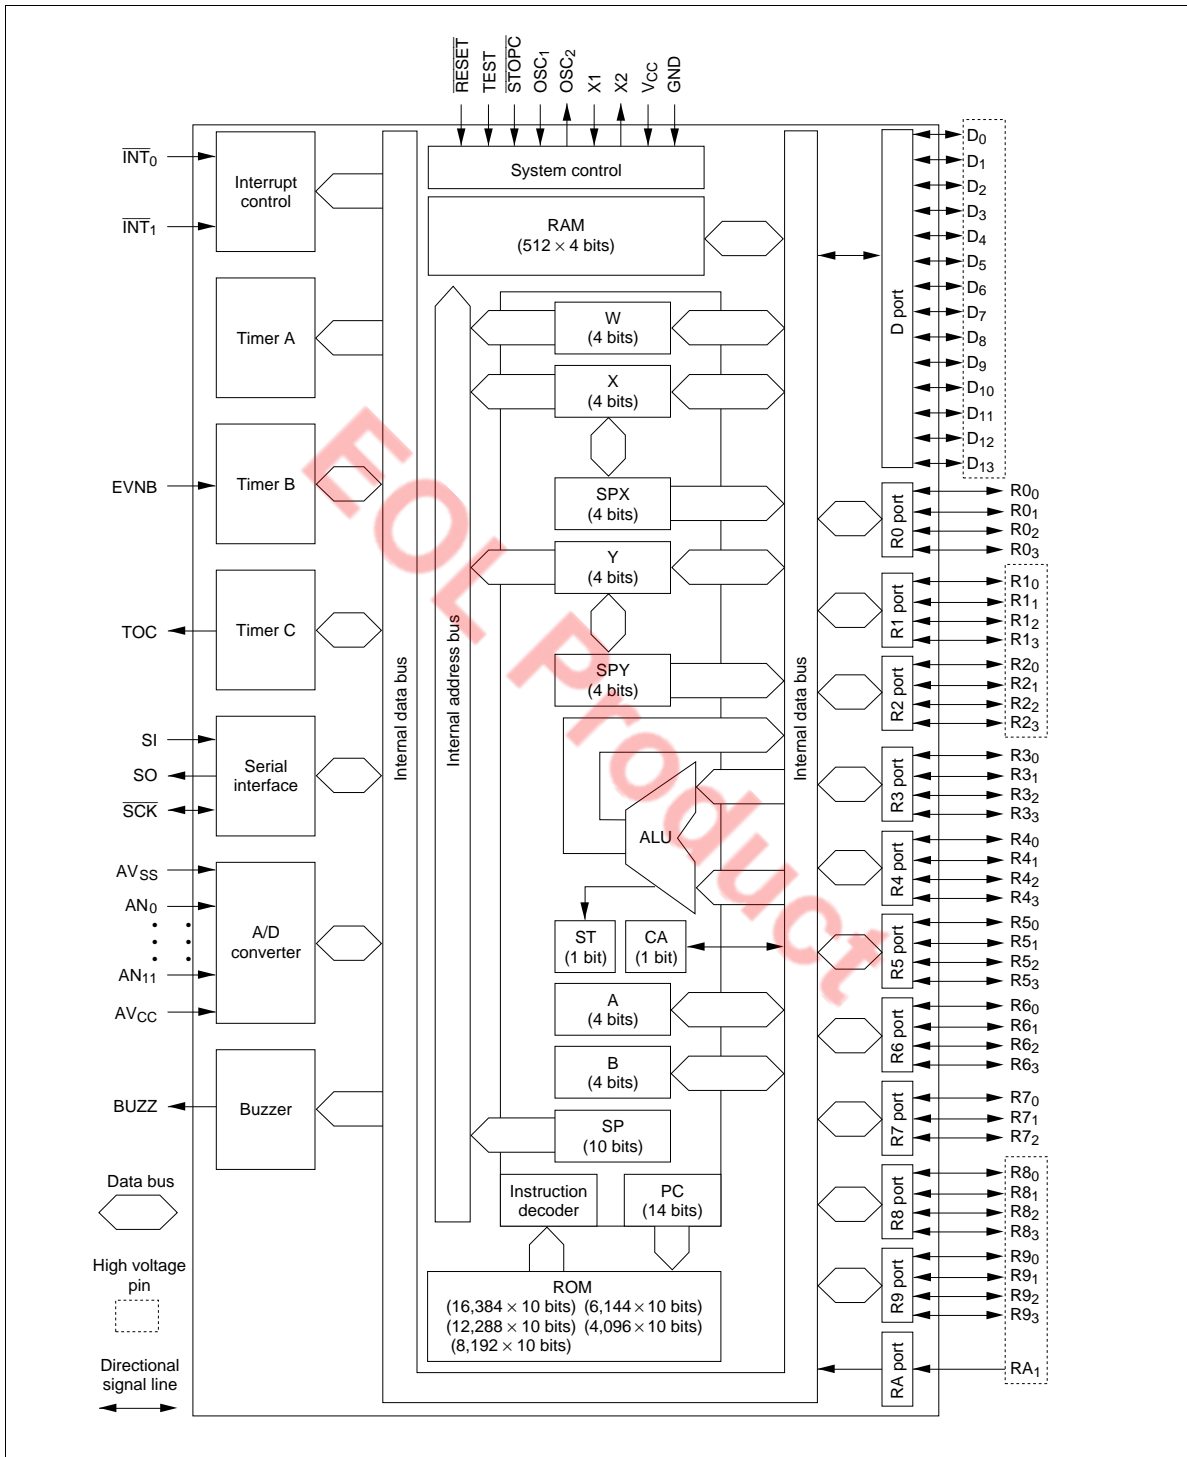 RESET
TEST
STOPC
OSC1
OSC2
X1
X2
VCC
GND
INT0
INT1
Interrupt
control
Timer A
EVNB
Timer B
TOC
Timer C
SI
SO
SCK
Serial
interface
AVSS
AN0
AN11
AVCC
A/D
converter
BUZZ
Buzzer
Data bus
High voltage
pin
Directional
signal line
Internal data bus
Internal address bus
System control
RAM
(512 × 4 bits)
W
(4 bits)
X
(4 bits)
SPX
(4 bits)
Y
(4 bits)
SPY
(4 bits)
ALU
ST
(1 bit)
CA
(1 bit)
A
(4 bits)
B
(4 bits)
SP
(10 bits)
Instruction
decoder
PC
(14 bits)
ROM
(16,384 × 10 bits) (6,144 × 10 bits)
(12,288 × 10 bits) (4,096 × 10 bits)
(8,192 × 10 bits)
Internal data bus
D port
D0
D1
D2
D3
D4
D5
D6
D7
D8
D9
D10
D11
D12
D13
R0 port
R00
R01
R02
R03
R1 port
R10
R11
R12
R13
R2 port
R20
R21
R22
R23
R3 port
R30
R31
R32
R33
R4 port
R40
R41
R42
R43
R5 port
R50
R51
R52
R53
R6 port
R60
R61
R62
R63
R7 port
R70
R71
R72
R8 port
R80
R81
R82
R83
R9 port
R90
R91
R92
R93
RA port
RA1
EOL Product